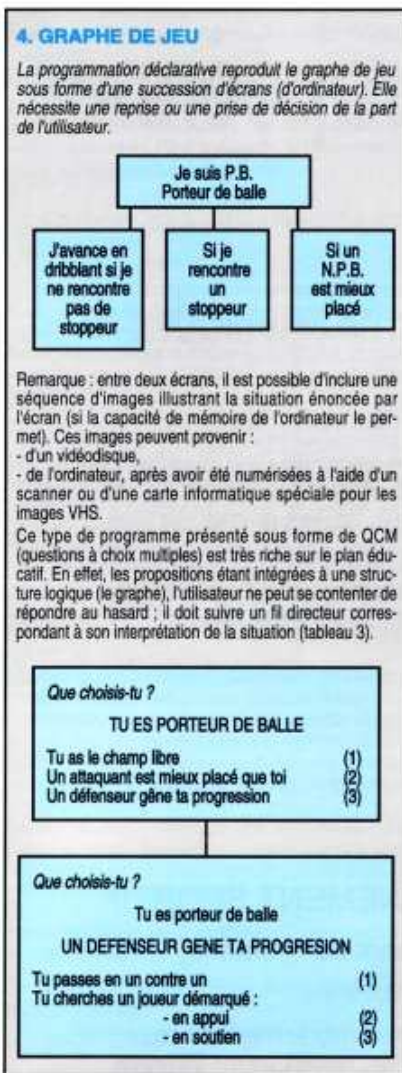 4. GRAPHE DE JEU
La programmation déclarative reproduit le graphe de jeu
sous forme d'une succession d'écrans (d'ordinateur). Elle
nécessite une reprise ou une prise de décision de la part
de l'utilisateur.
Je suis P.B.
Porteur de balle
J'avance en
dribblant si je
ne rencontre
pas de
stoppeur
Si je
rencontre
un
stoppeur
Si un
N.P.B.
est mieux
placé
Remarque : entre deux écrans, il est possible d'inclure une
séquence d'images illustrant la situation énoncée par
l'écran (si la capacité de mémoire de l'ordinateur le per-
met). Ces images peuvent provenir :
- d'un vidéodisque,
- de l'ordinateur, après avoir été numérisées à l'aide d'un
scanner ou d'une carte informatique spéciale pour les
images VHS.
Ce type de programme présenté sous forme de QCM
(questions à choix multiples) est très riche sur le plan édu-
catif. En effet, les propositions étant intégrées à une struc-
ture logique (le graphe), l'utilisateur ne peut se contenter de
répondre au hasard ; il doit suivre un fil directeur corres-
pondant à son interprétation de la situation (tableau 3).
Que choisis-tu ?
TU ES PORTEUR DE BALLE
Tu as le champ libre (1)
Un attaquant est mieux placé que toi (2)
Un défenseur gêne ta progression (3)
Que choisis-tu ?
Tu es porteur de balle
UN DEFENSEUR GENE TA PROGRESION
Tu passes en un contre un (1)
Tu cherches un joueur démarqué :
- en appui (2)
- en soutien (3)